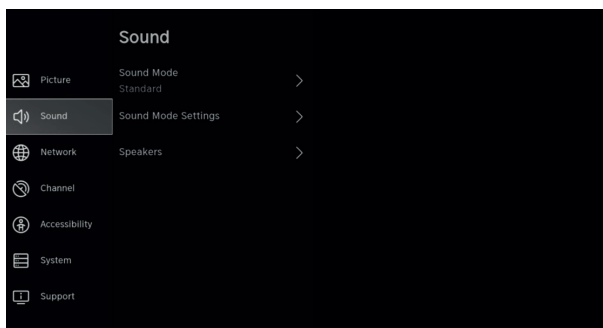 Sound
Picture
Sound
Network
Channel
Accessibility
System
Support
Sound Mode
Standard
Sound Mode Settings
Speakers